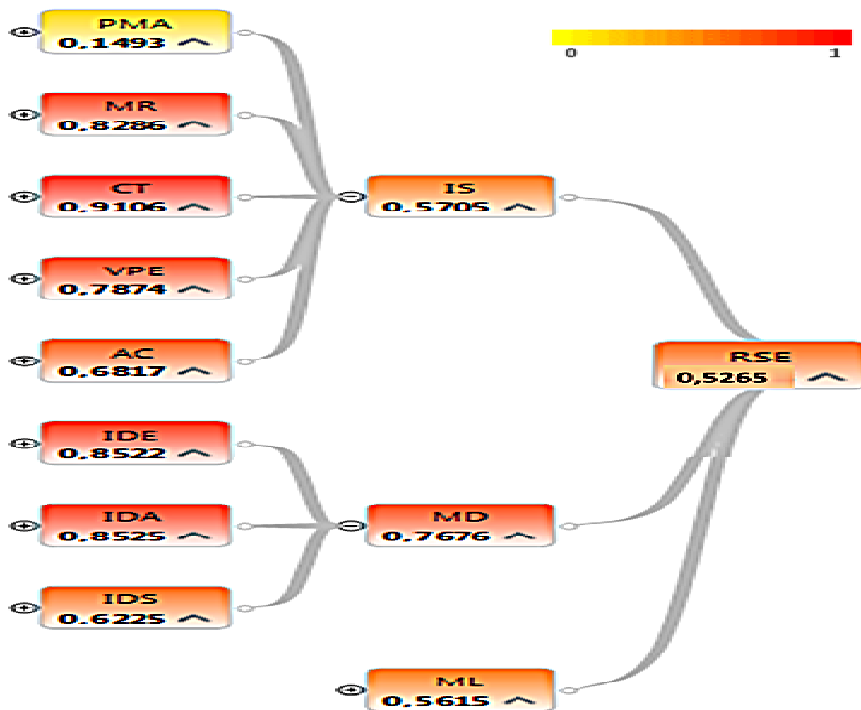 PMA
0,1493
0
1
MR
0,8286
CT
0,9106
IS
0,5705
VPE
0,7874
AC
0,6817
RSE
0,5265
IDE
0,8522
IDA
0,8525
MD
0,7676
IDS
0.6225
ML
0,5615